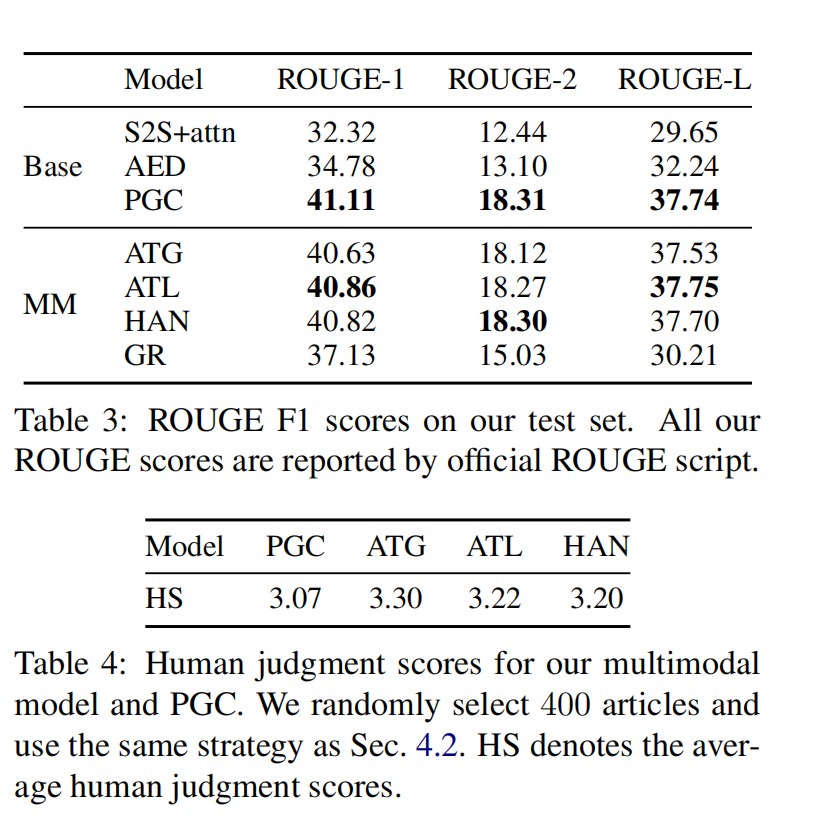 Model ROUGE-1 ROUGE-2 ROUGE-L
S2S+attn 32.32 12.44 29.65
Base AED 34.78 13.10 32.24
PGC 41.11 18.31 37.74
ATG 40.63 18.12 37.53
ATL 40.86 18.27 37.75
MM
HAN 40.82 18.30 37.70
GR 37.13 15.03 30.21
Table 3: ROUGE F1 scores on our test set. All our
ROUGE scores are reported by official ROUGE script.
Model PGC ATG ATL HAN
HS 3.07 3.30 3.22 3.20
Table 4: Human judgment scores for our multimodal
model and PGC. We randomly select 400 articles and
use the same strategy as Sec. 4.2. HS denotes the aver-
age human judgment scores.